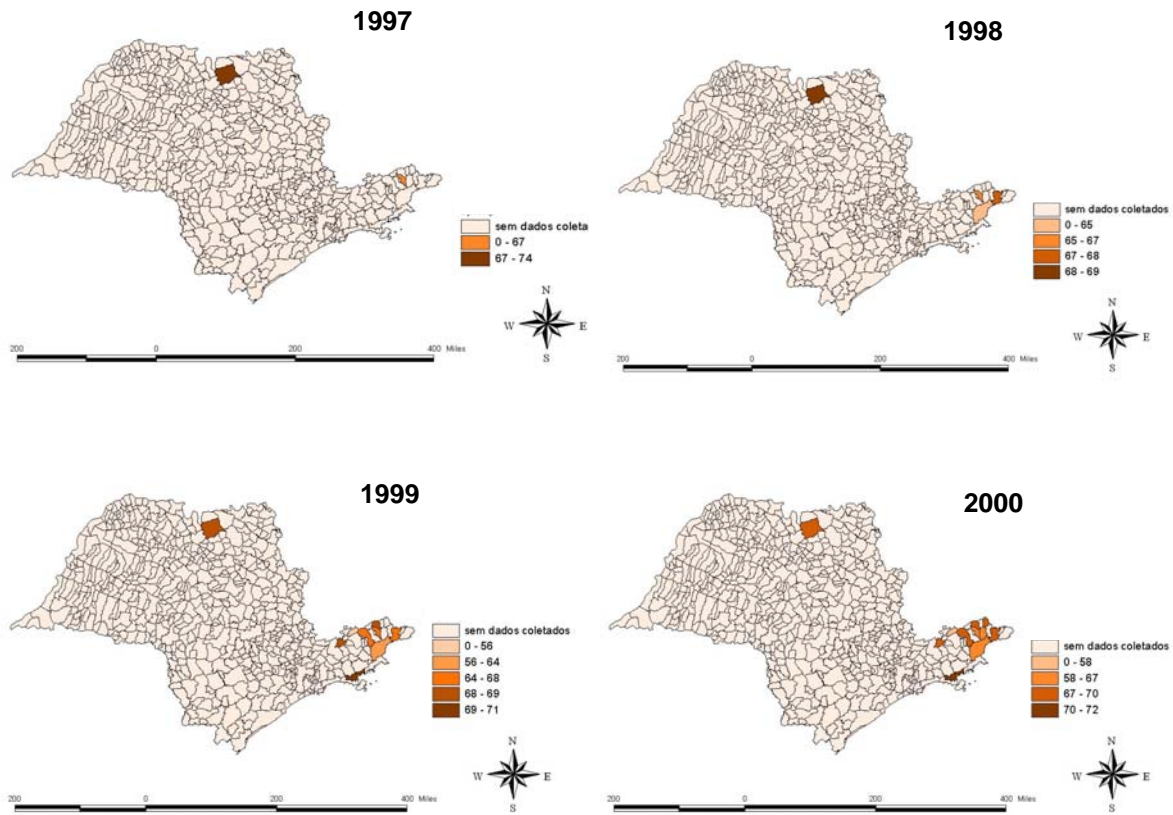 1997
sem dados coleta
0 - 67
67 - 74
N
W E
S
200 0 200 400 Miles
1998
sem dados coletados
0 - 65
65 - 67
67 - 68
68 - 69
N
W E
S
200 0 200 400 Miles
1999
sem dados coletados
0 - 56
56 - 64
64 - 68
68 - 69
69 - 71
N
W E
S
200 0 200 400 Miles
2000
sem dados coletados
0 - 58
58 - 67
67 - 70
70 - 72
N
W E
S
200 0 200 400 Miles